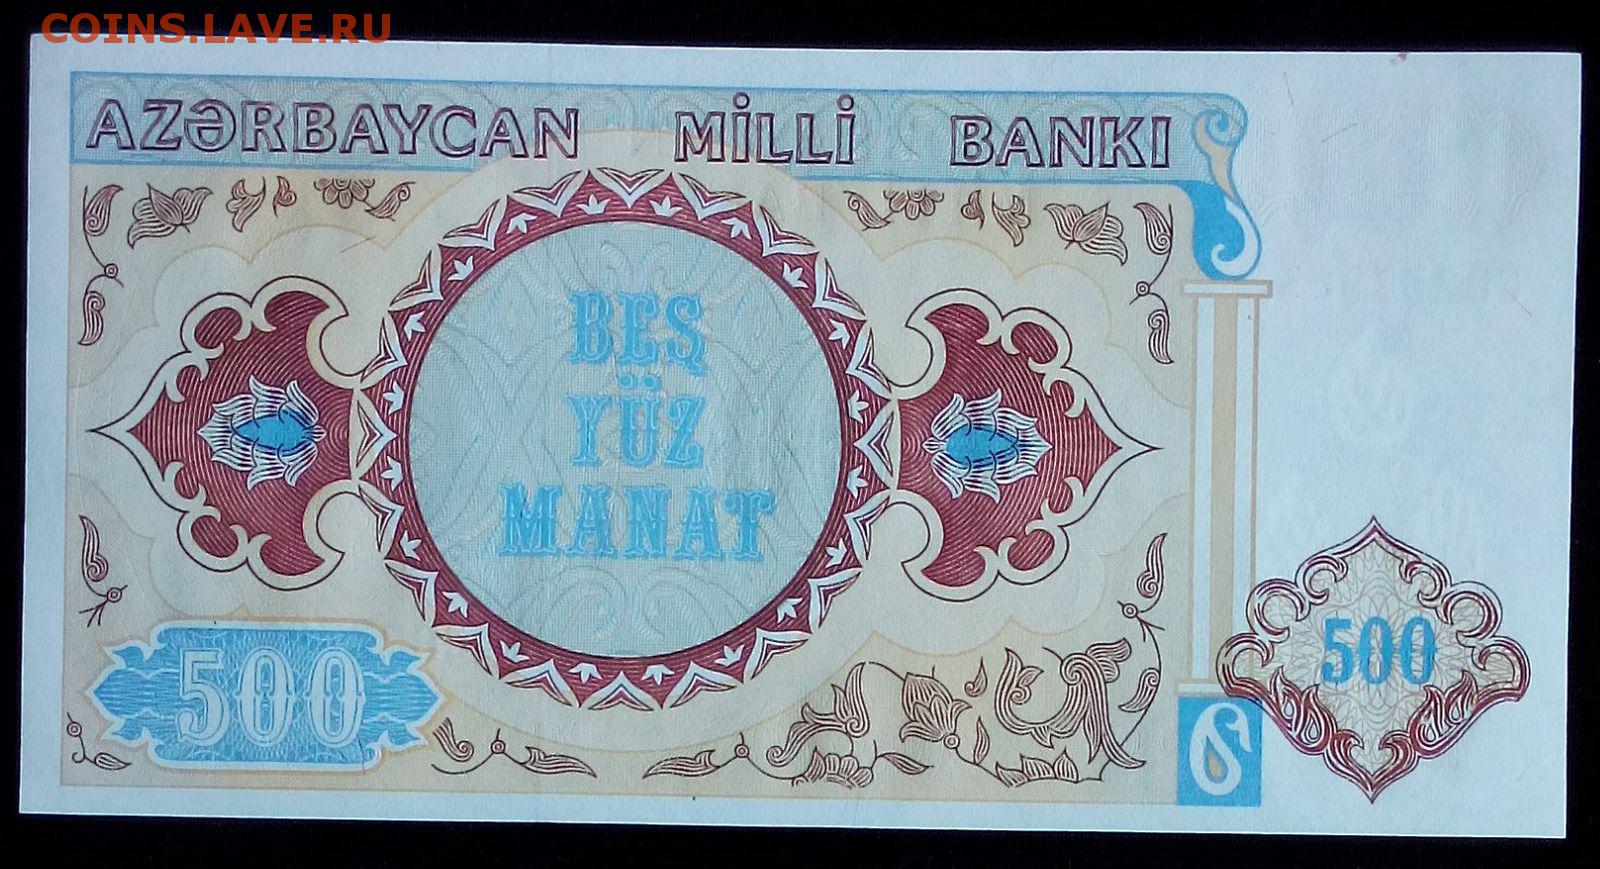 COINS.LAVE.RU
AZƏRBAYCAN MİLLİ BANKI
BEŞ
YÜZ
MANAT
500
500